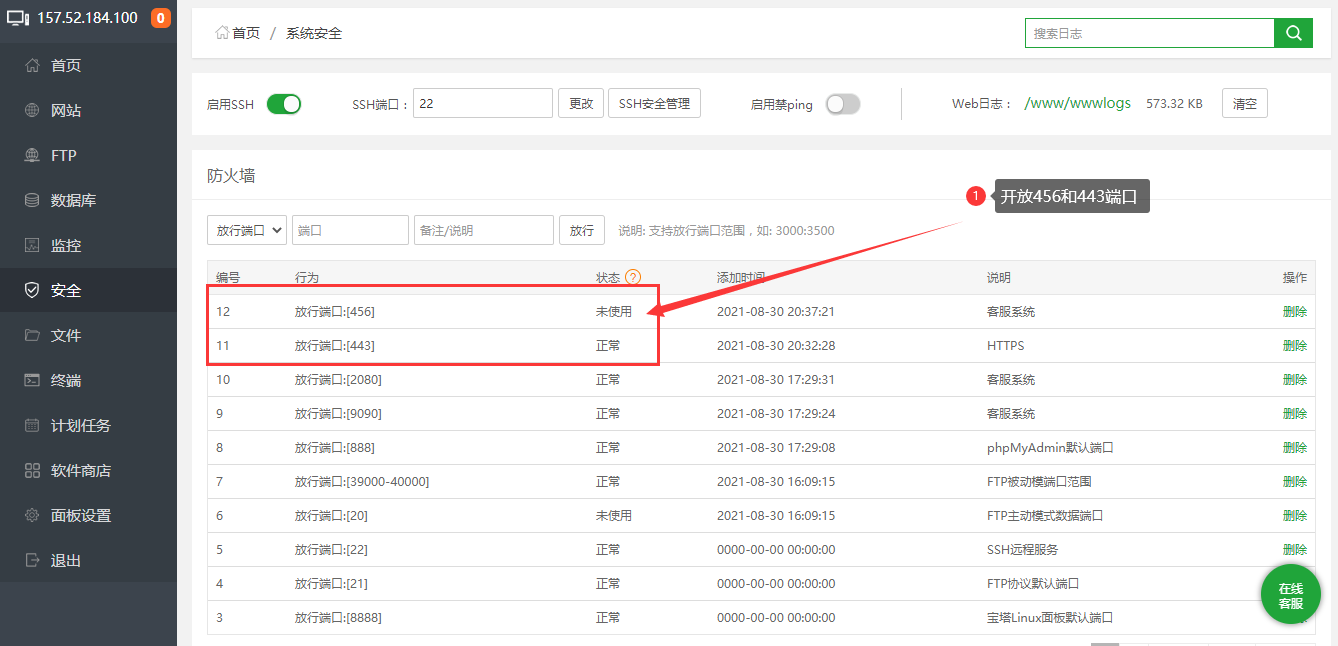 157.52.184.100 0
首页
网站
FTP
数据库
监控
安全
文件
终端
计划任务
软件商店
面板设置
退出
首页 / 系统安全
搜索日志
启用SSH SSH端口： 22 更改 SSH安全管理 启用禁ping Web日志： /www/wwwlogs 573.32 KB 清空
防火墙
1 开放456和443端口
放行端口 端口 备注/说明 放行 说明: 支持放行端口范围，如: 3000:3500
编号 行为 状态 ? 添加时间 说明 操作
12 放行端口:[456] 未使用 2021-08-30 20:37:21 客服系统 删除
11 放行端口:[443] 正常 2021-08-30 20:32:28 HTTPS 删除
10 放行端口:[2080] 正常 2021-08-30 17:29:31 客服系统 删除
9 放行端口:[9090] 正常 2021-08-30 17:29:24 客服系统 删除
8 放行端口:[888] 正常 2021-08-30 17:29:08 phpMyAdmin默认端口 删除
7 放行端口:[39000-40000] 正常 2021-08-30 16:09:15 FTP被动模端口范围 删除
6 放行端口:[20] 未使用 2021-08-30 16:09:15 FTP主动模式数据端口 删除
5 放行端口:[22] 正常 0000-00-00 00:00:00 SSH远程服务 删除
4 放行端口:[21] 正常 0000-00-00 00:00:00 FTP协议默认端口
3 放行端口:[8888] 正常 0000-00-00 00:00:00 宝塔Linux面板默认端口
在线
客服